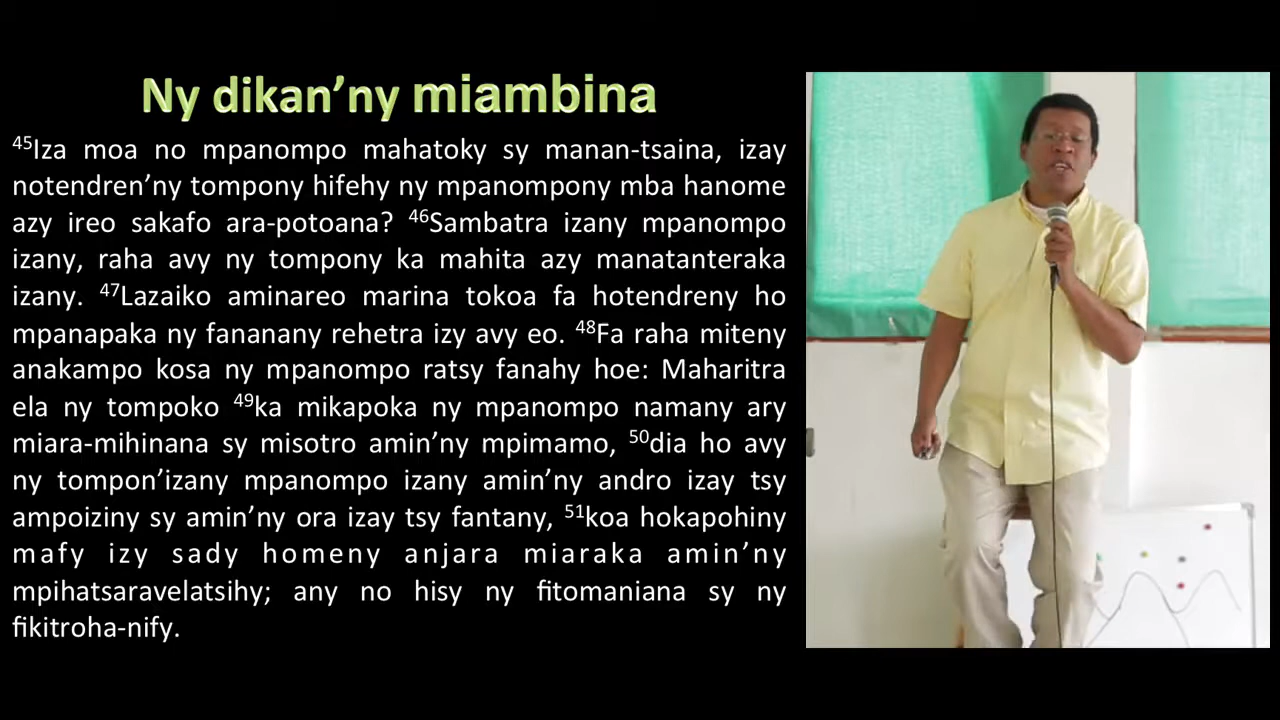 Ny dikan’ny miambina
⁴⁵Iza moa no mpanompo nahatoky sy manan-tsaina, izay
notendren’ny tompony hifehy ny mpanompony mba hanome
azy ireo sakafo ara-potoana? ⁴⁶Sambatra izany mpanompo
izany, raha avy ny tompony ka mahita azy manatanteraka
izany. ⁴⁷Lazaiko aminareo marina tokoa fa hotendreny ho
mpanapaka ny fananany rehetra izy avy eo. ⁴⁸Fa raha miteny
anakampo kosa ny mpanompo ratsy fanahy hoe: Maharitra
ela ny tompoko ⁴⁹ka mikapoka ny mpanompo namany ary
miara-mihinana sy misotro amin’ny mpimamo, ⁵⁰dia ho avy
ny tompon’izany mpanompo izany amin’ny andro izay tsy
ampoiziny sy amin’ny ora izay tsy fantany, ⁵¹koa hokapohiny
mafy izy sady homeny anjara miaraka amin’ny
mpihatsaravelatsihy; any no hisy ny fitomaniana sy ny
fikitroha-nify.